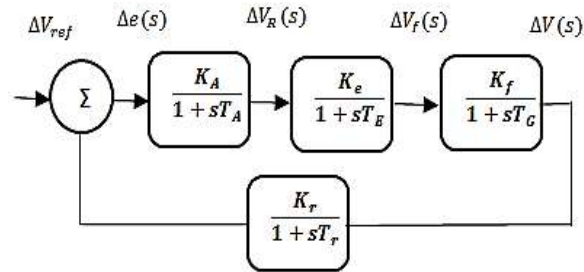 ΔV_ref Δe(s) ΔV_R(s) ΔV_f(s) ΔV(s)
Σ
K_A
1 + sT_A
K_e
1 + sT_E
K_f
1 + sT_G
K_r
1 + sT_r